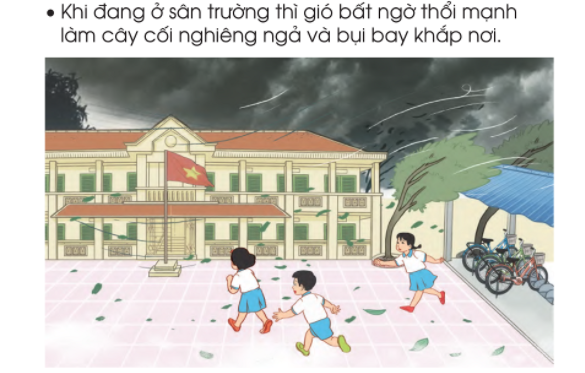 • Khi đang ở sân trường thì gió bất ngờ thổi mạnh
làm cây cối nghiêng ngả và bụi bay khắp nơi.